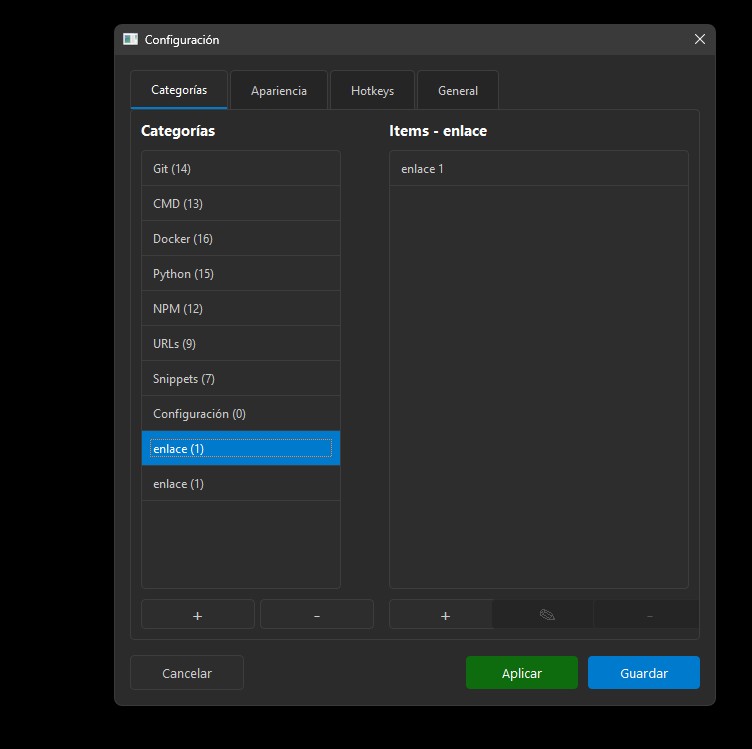 Configuración
Categorías Apariencia Hotkeys General
Categorías
Git (14)
CMD (13)
Docker (16)
Python (15)
NPM (12)
URLs (9)
Snippets (7)
Configuración (0)
enlace (1)
enlace (1)
+ -
Items - enlace
enlace 1
+ ✏ -
Cancelar Aplicar Guardar